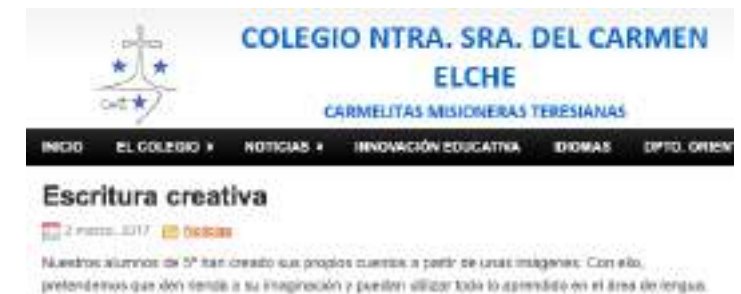 COLEGIO NTRA. SRA. DEL CARMEN
ELCHE
CARMELITAS MISIONERAS TERESIANAS
INICIO EL COLEGIO NOTICIAS INNOVACIÓN EDUCATIVA IDIOMAS DPTO. ORIENT
Escritura creativa
2 marzo, 2017 Noticias
Nuestros alumnos de 5º han creado sus propios cuentos a partir de unas imágenes. Con ello,
pretendemos que den rienda a su imaginación y puedan utilizar todo lo aprendido en el área de lengua.